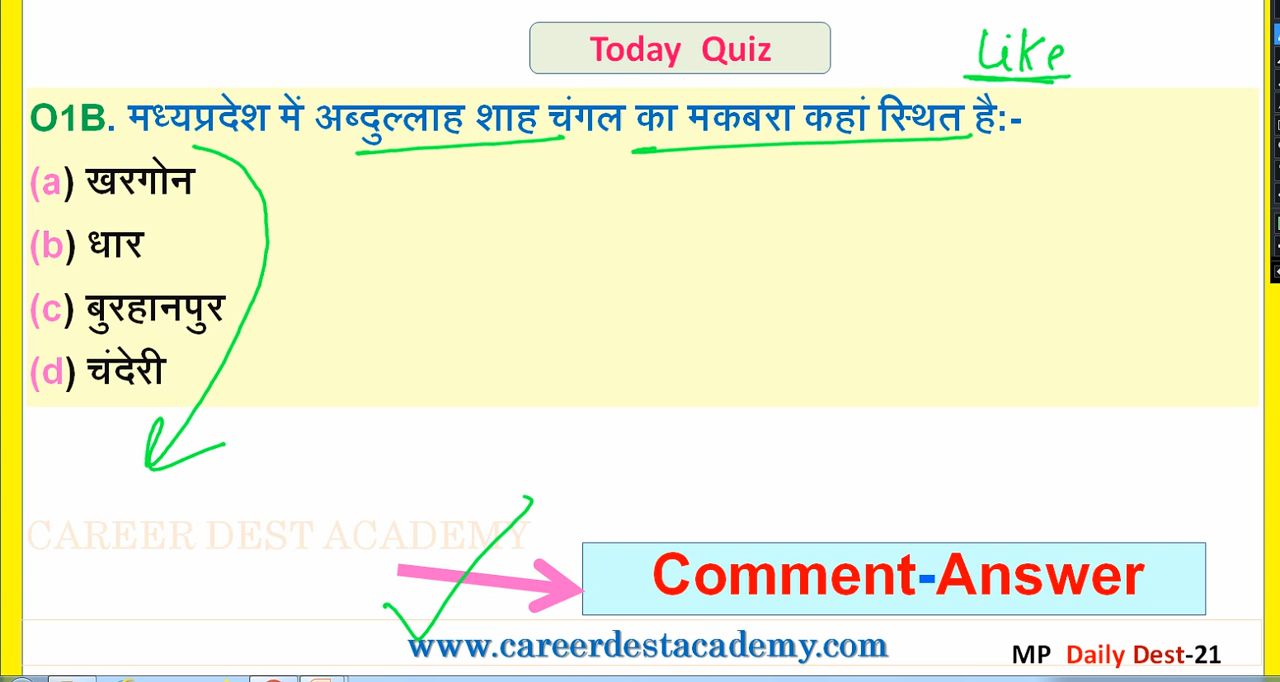 Today Quiz
Like
O1B. मध्यप्रदेश में अब्दुल्लाह शाह चंगल का मकबरा कहां स्थित है:-
(a) खरगोन
(b) धार
(c) बुरहानपुर
(d) चंदेरी
CAREER DEST ACADEMY
Comment-Answer
www.careerdestacademy.com
MP Daily Dest-21